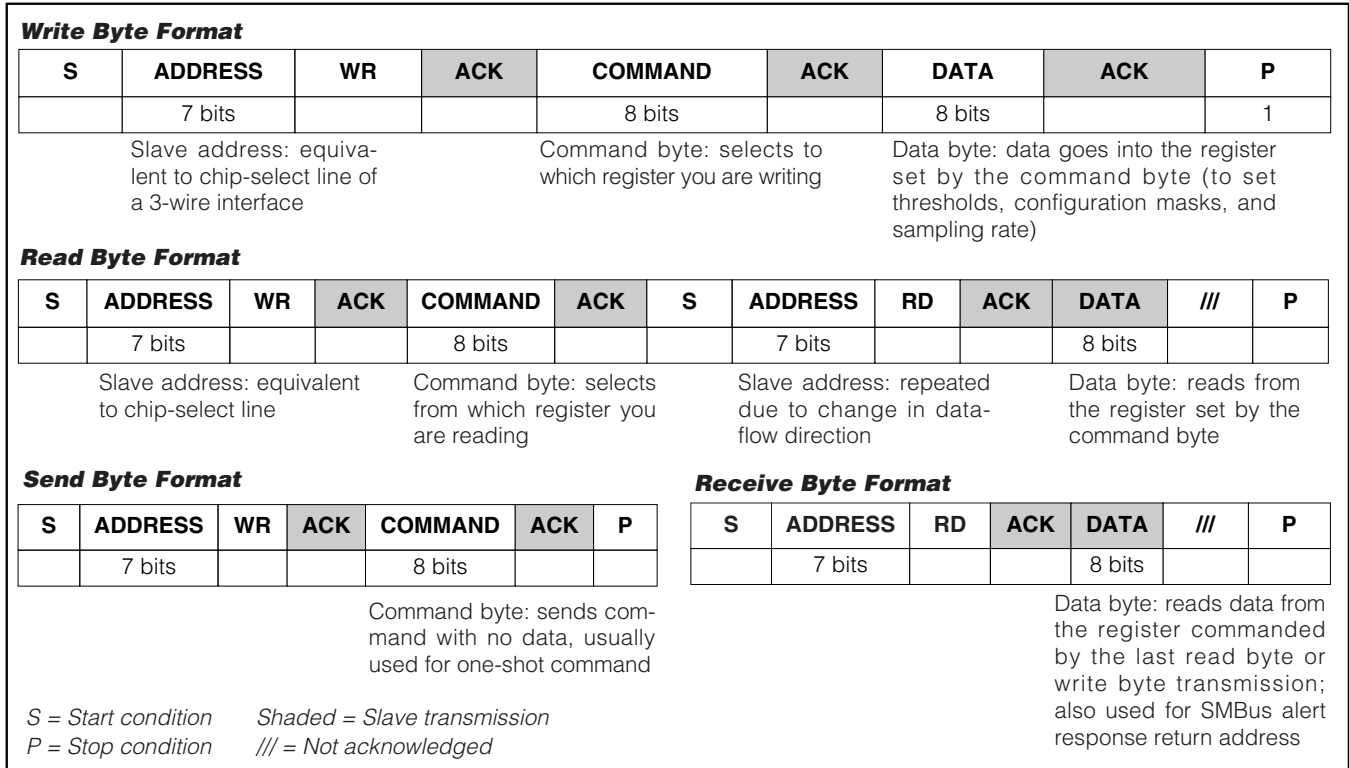 Write Byte Format
S ADDRESS WR ACK COMMAND ACK DATA ACK P
7 bits 8 bits 8 bits 1
Slave address: equiva-
lent to chip-select line of
a 3-wire interface
Command byte: selects to
which register you are writing
Data byte: data goes into the register
set by the command byte (to set
thresholds, configuration masks, and
sampling rate)
Read Byte Format
S ADDRESS WR ACK COMMAND ACK S ADDRESS RD ACK DATA /// P
7 bits 8 bits 7 bits 8 bits
Slave address: equivalent
to chip-select line
Command byte: selects
from which register you
are reading
Slave address: repeated
due to change in data-
flow direction
Data byte: reads from
the register set by the
command byte
Send Byte Format
S ADDRESS WR ACK COMMAND ACK P
7 bits 8 bits
Command byte: sends com-
mand with no data, usually
used for one-shot command
Receive Byte Format
S ADDRESS RD ACK DATA /// P
7 bits 8 bits
Data byte: reads data from
the register commanded
by the last read byte or
write byte transmission;
also used for SMBus alert
response return address
S = Start condition Shaded = Slave transmission
P = Stop condition /// = Not acknowledged